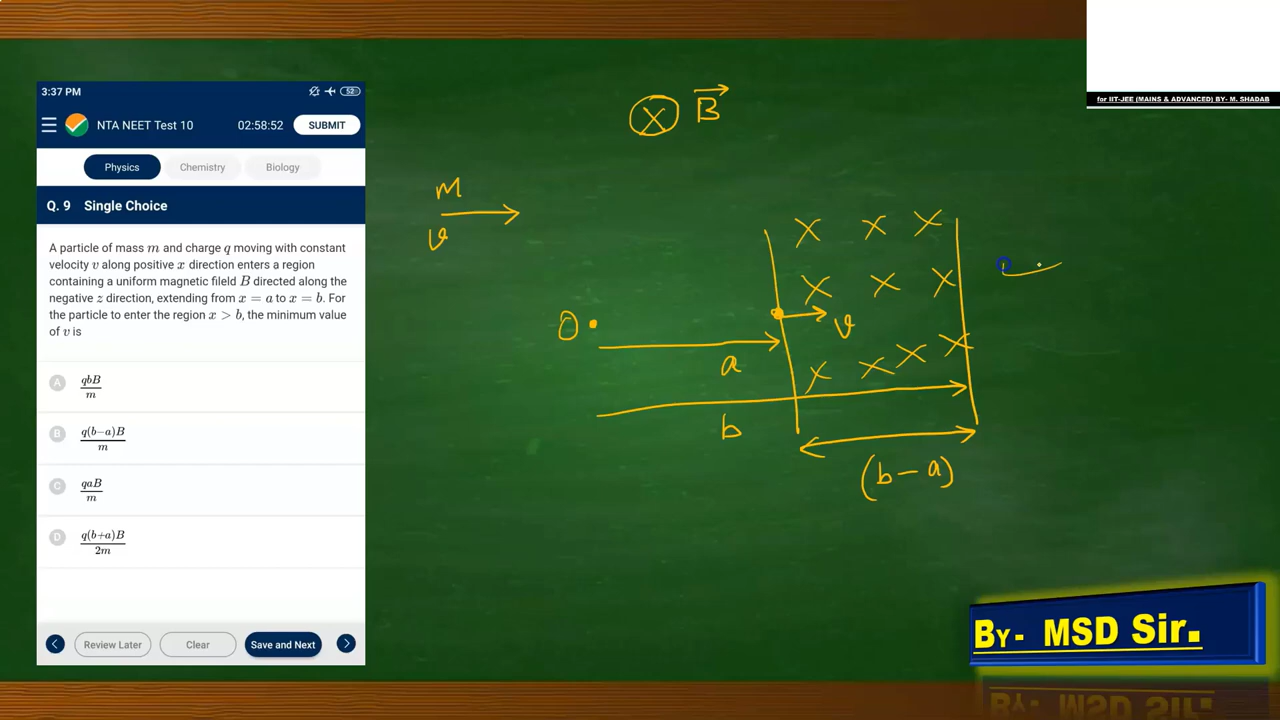 for IIT-JEE (MAINS & ADVANCED) BY- M. SHADAB
3:37 PM
52
NTA NEET Test 10
02:58:52
SUBMIT
Physics
Chemistry
Biology
Q. 9 Single Choice
A particle of mass m and charge q moving with constant
velocity v along positive x direction enters a region
containing a uniform magnetic fileld B directed along the
negative z direction, extending from x = a to x = b. For
the particle to enter the region x > b, the minimum value
of v is
A qbB/m
B q(b−a)B/m
C qaB/m
D q(b+a)B/2m
Review Later
Clear
Save and Next
X B
M
v
X X X
X X X
O
v
a
X X X X
b
(b − a)
BY- MSD Sir.